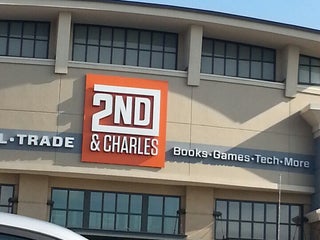 TRADE
2ND
& CHARLES
Books•Games•Tech•More